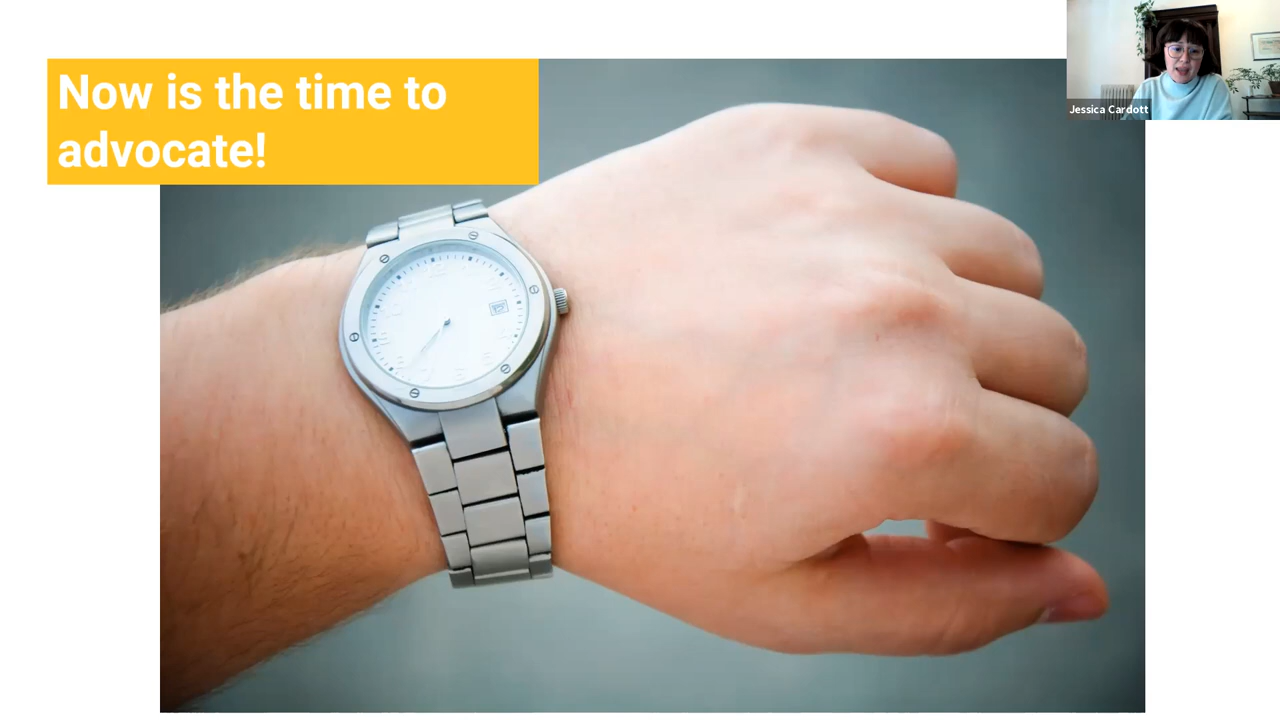 Now is the time to
advocate!
Jessica Cardott